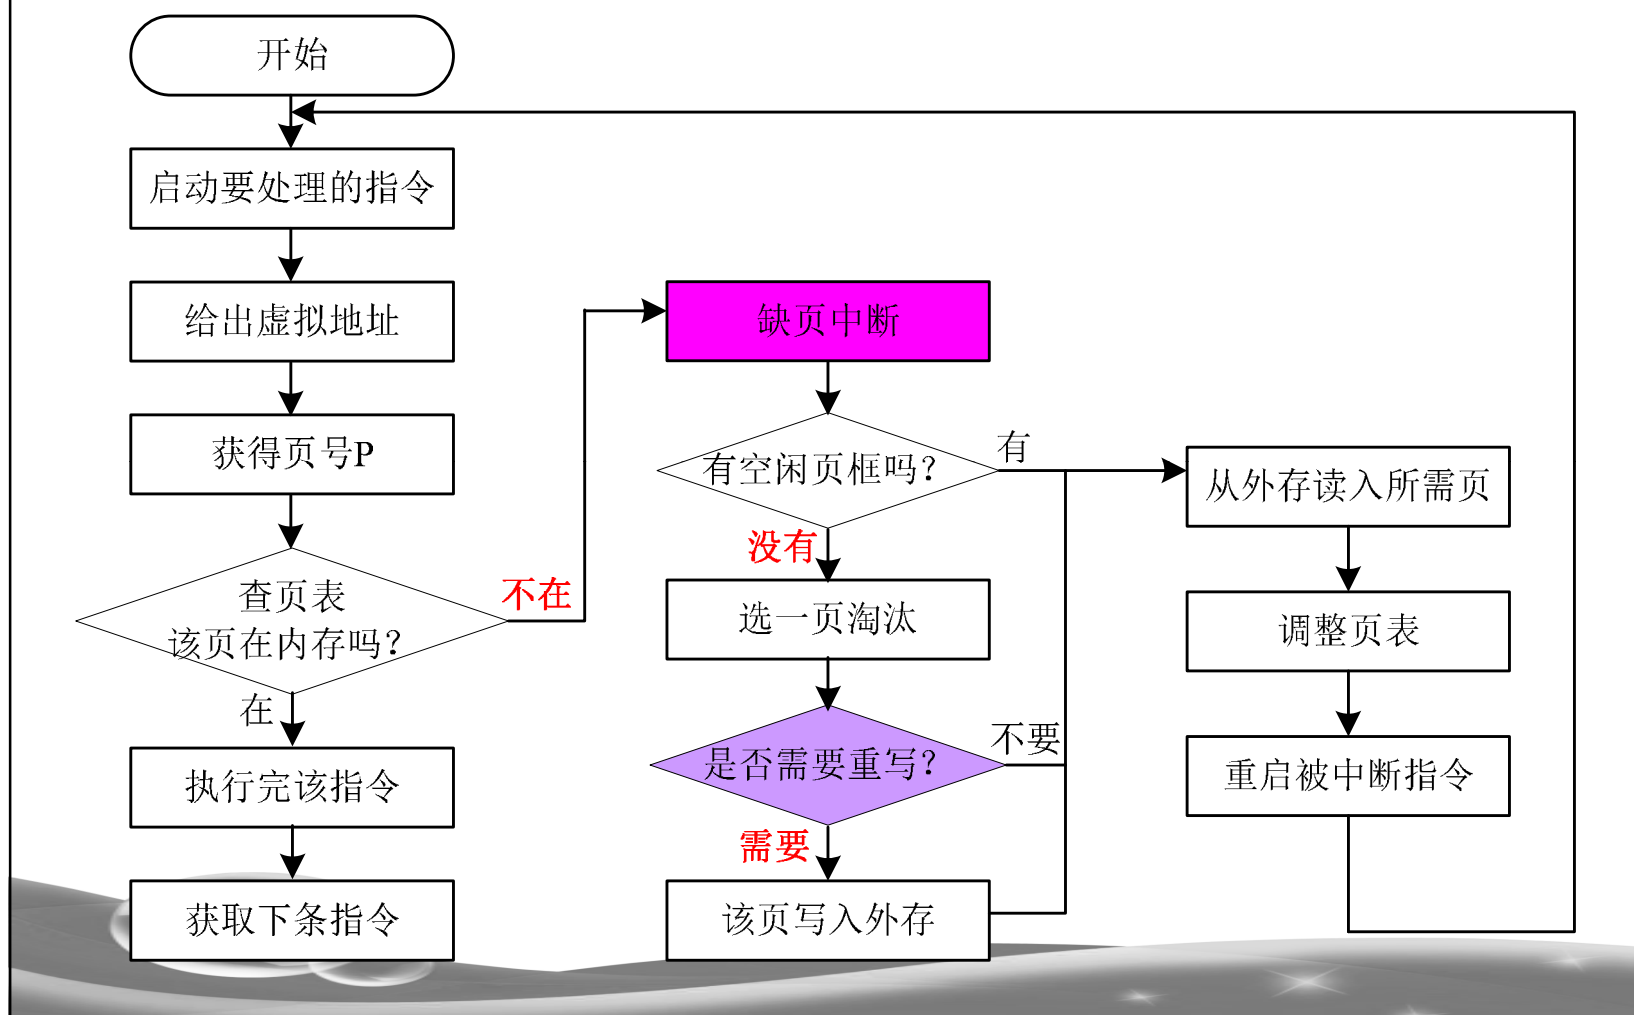 开始
启动要处理的指令
给出虚拟地址
获得页号P
查页表
该页在内存吗？
不在
在
执行完该指令
获取下条指令
缺页中断
有空闲页框吗？
有
没有
选一页淘汰
是否需要重写？
不要
需要
该页写入外存
从外存读入所需页
调整页表
重启被中断指令